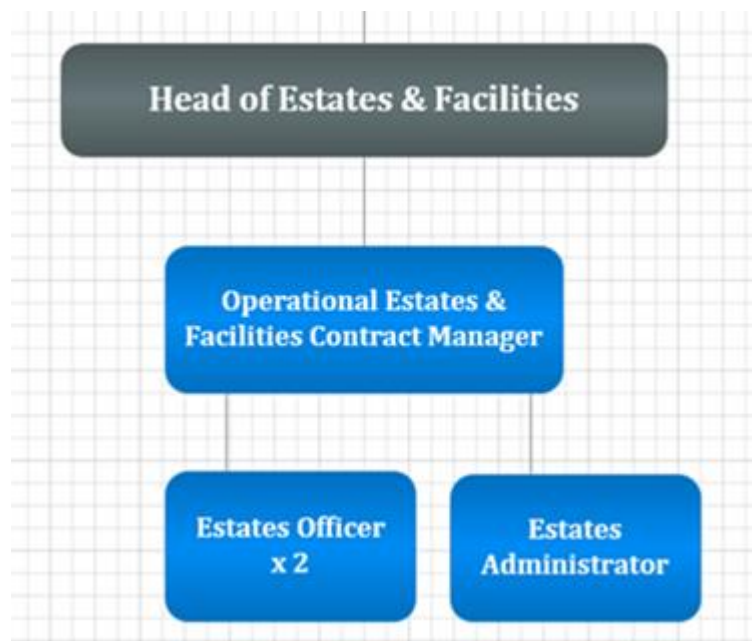 Head of Estates & Facilities
Operational Estates &
Facilities Contract Manager
Estates Officer
x 2
Estates
Administrator